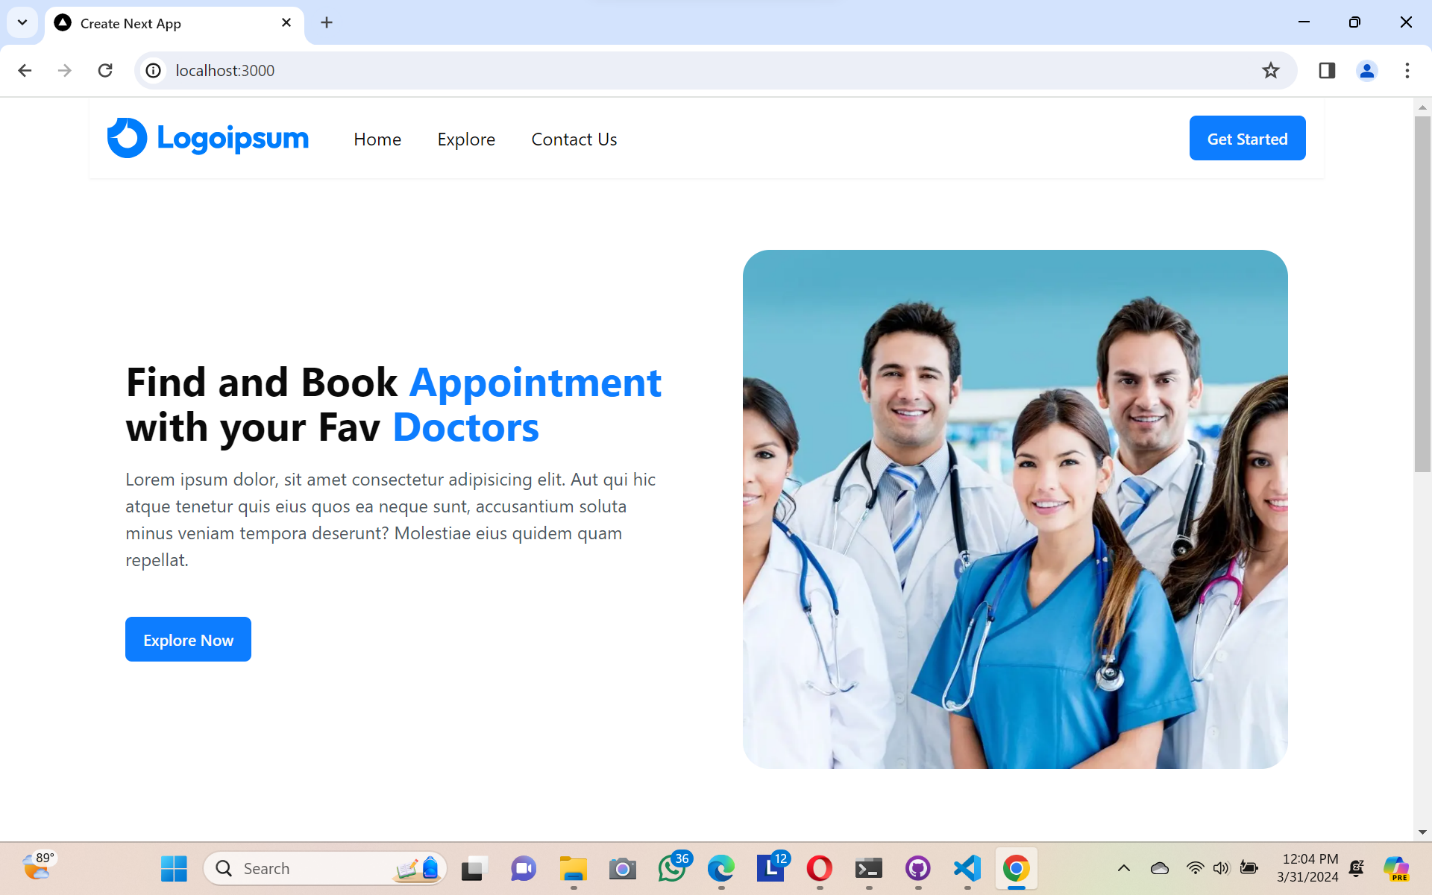 Create Next App
localhost:3000
Logoipsum
Home
Explore
Contact Us
Get Started
Find and Book Appointment
with your Fav Doctors
Lorem ipsum dolor, sit amet consectetur adipisicing elit. Aut qui hic
atque tenetur quis eius quos ea neque sunt, accusantium soluta
minus veniam tempora deserunt? Molestiae eius quidem quam
repellat.
Explore Now
89°
Search
36
L
12
12:04 PM
3/31/2024
PRE